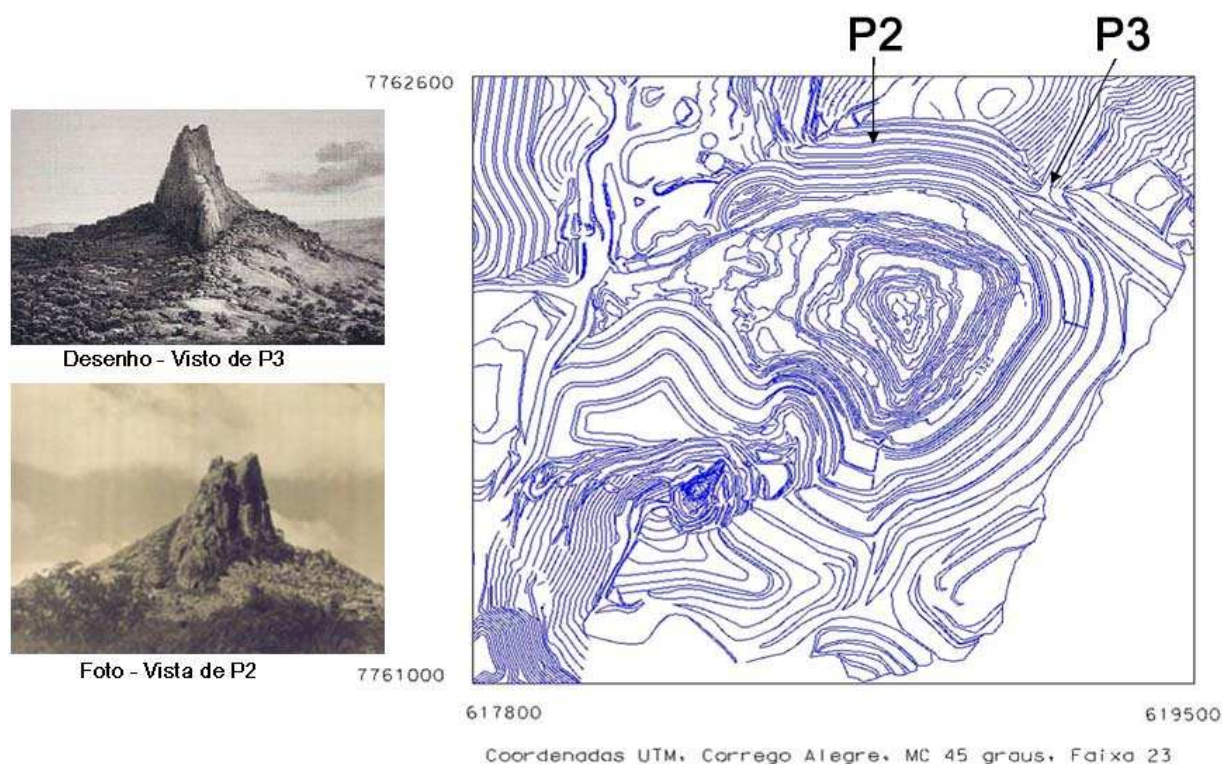 P2
P3
7762600
Desenho - Visto de P3
Foto - Vista de P2
7761000
617800
619500
Coordenadas UTM, Corrego Alegre, MC 45 graus, Faixa 23